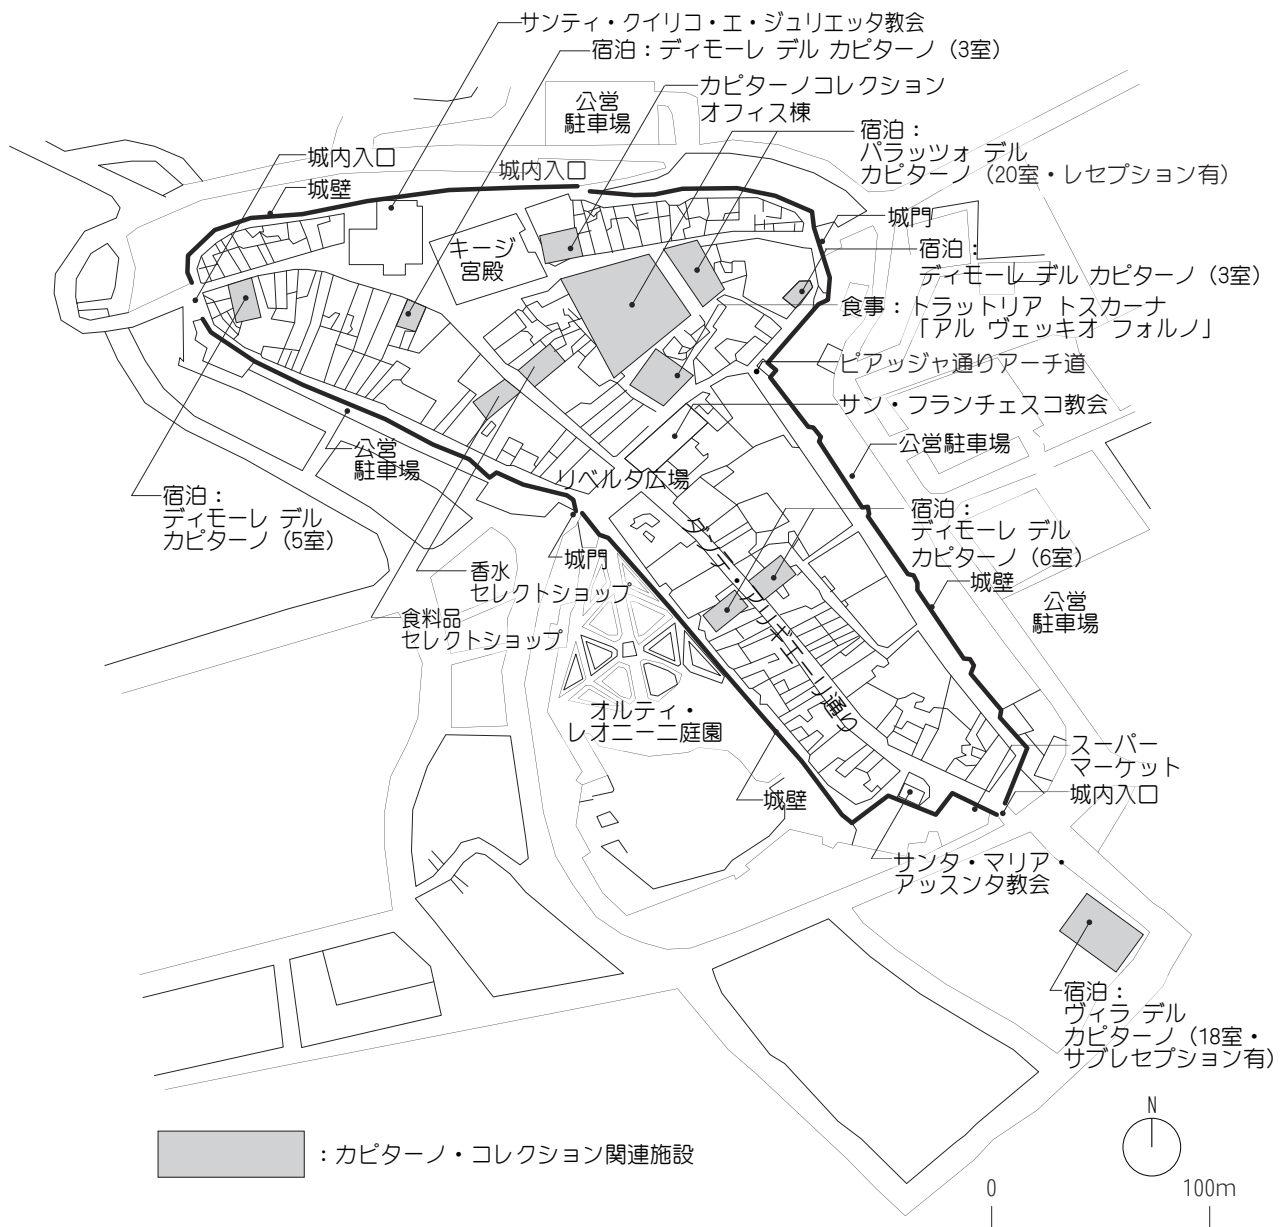 サンティ・クイリコ・エ・ジュリエッタ教会
宿泊：ディモーレ デル カピターノ（3室）
カピターノコレクション
オフィス棟
公営
駐車場
宿泊：
パラッツォ デル
カピターノ（20室・レセプション有）
城内入口
城内入口
城壁
城門
キージ
宮殿
宿泊：
ディモーレ デル カピターノ（3室）
食事：トラットリア トスカーナ
「アル ヴェッキオ フォルノ」
ピアッジャ通りアーチ道
サン・フランチェスコ教会
公営駐車場
公営
駐車場
リベルタ広場
宿泊：
ディモーレ デル
カピターノ（5室）
宿泊：
ディモーレ デル
カピターノ（6室）
ダンテ・アリギエーリ通り
城門
香水
セレクトショップ
城壁
公営
駐車場
食料品
セレクトショップ
オルティ・
レオニーニ庭園
スーパー
マーケット
城壁
城内入口
サンタ・マリア・
アッスンタ教会
宿泊：
ヴィラ デル
カピターノ（18室・
サブレセプション有）
N
：カピターノ・コレクション関連施設
0 100m